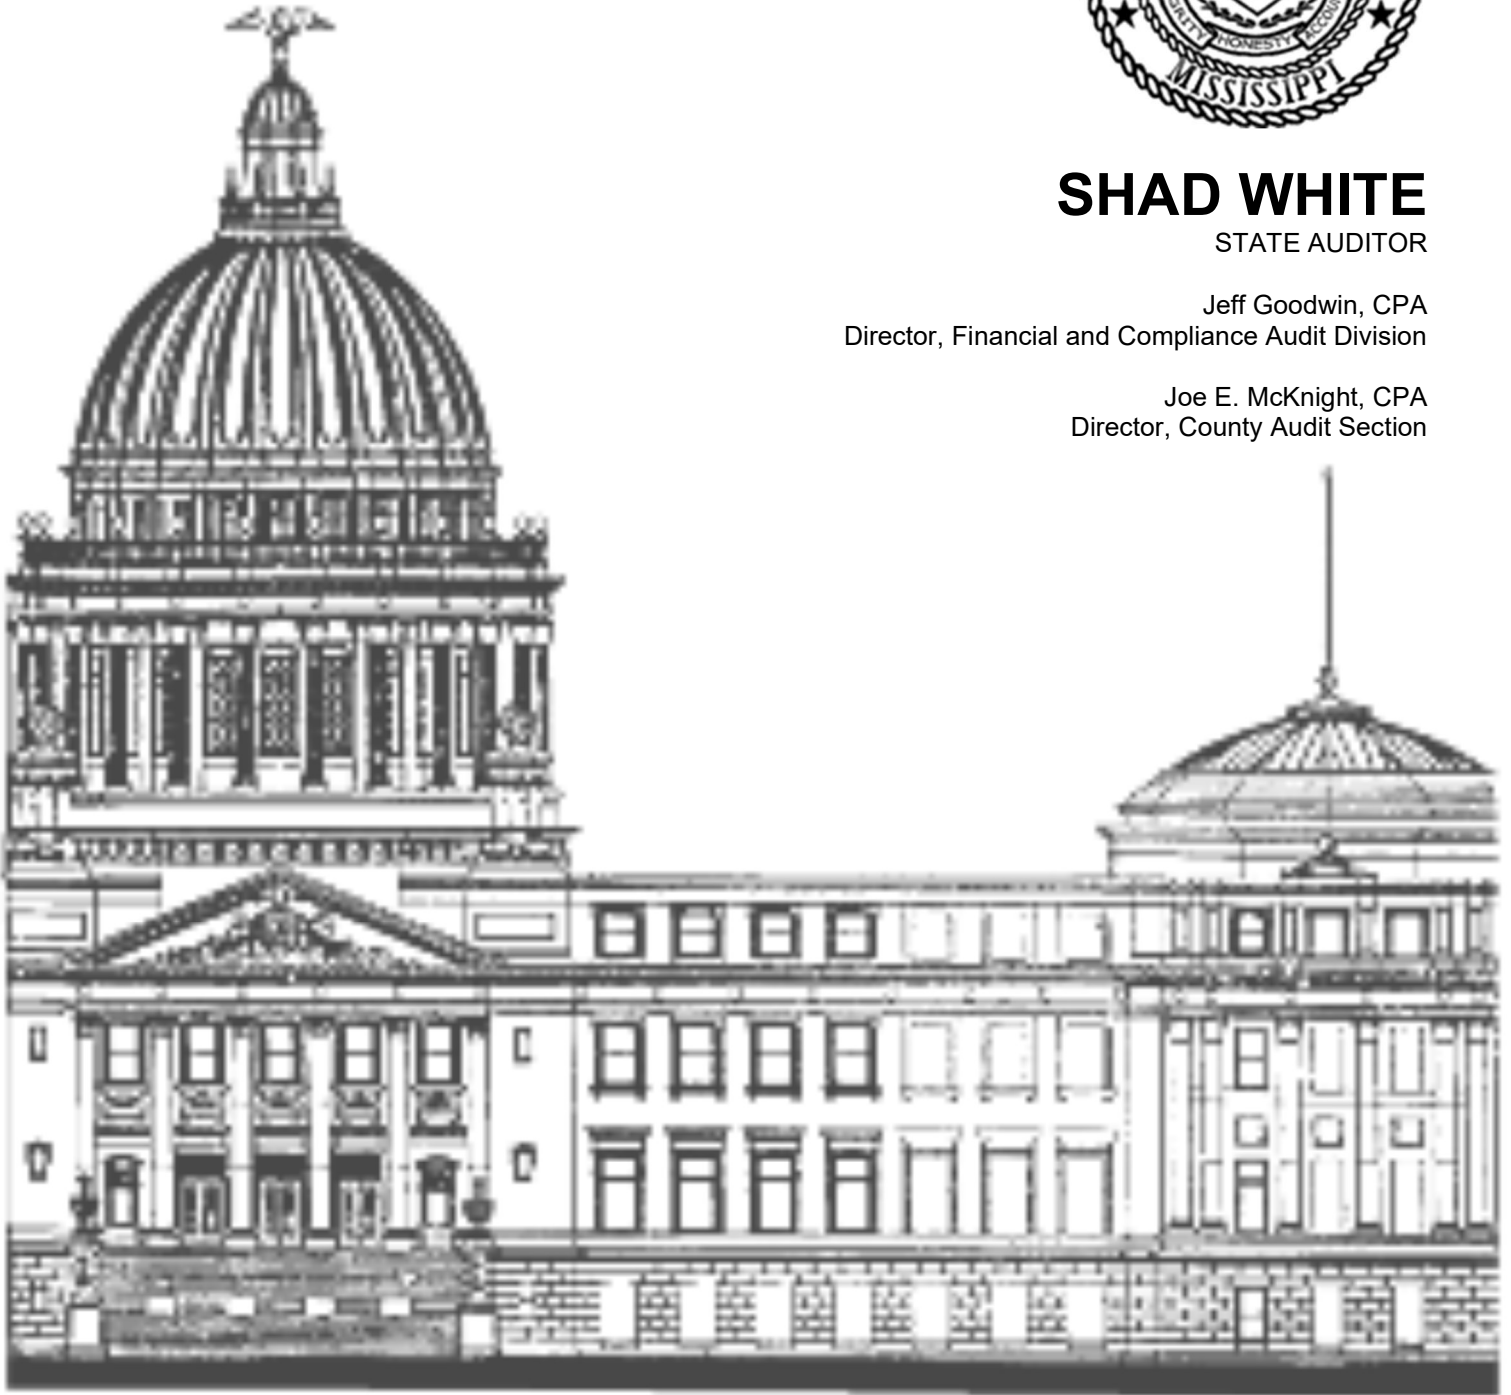 HONESTY
MISSISSIPPI
SHAD WHITE
STATE AUDITOR
Jeff Goodwin, CPA
Director, Financial and Compliance Audit Division
Joe E. McKnight, CPA
Director, County Audit Section